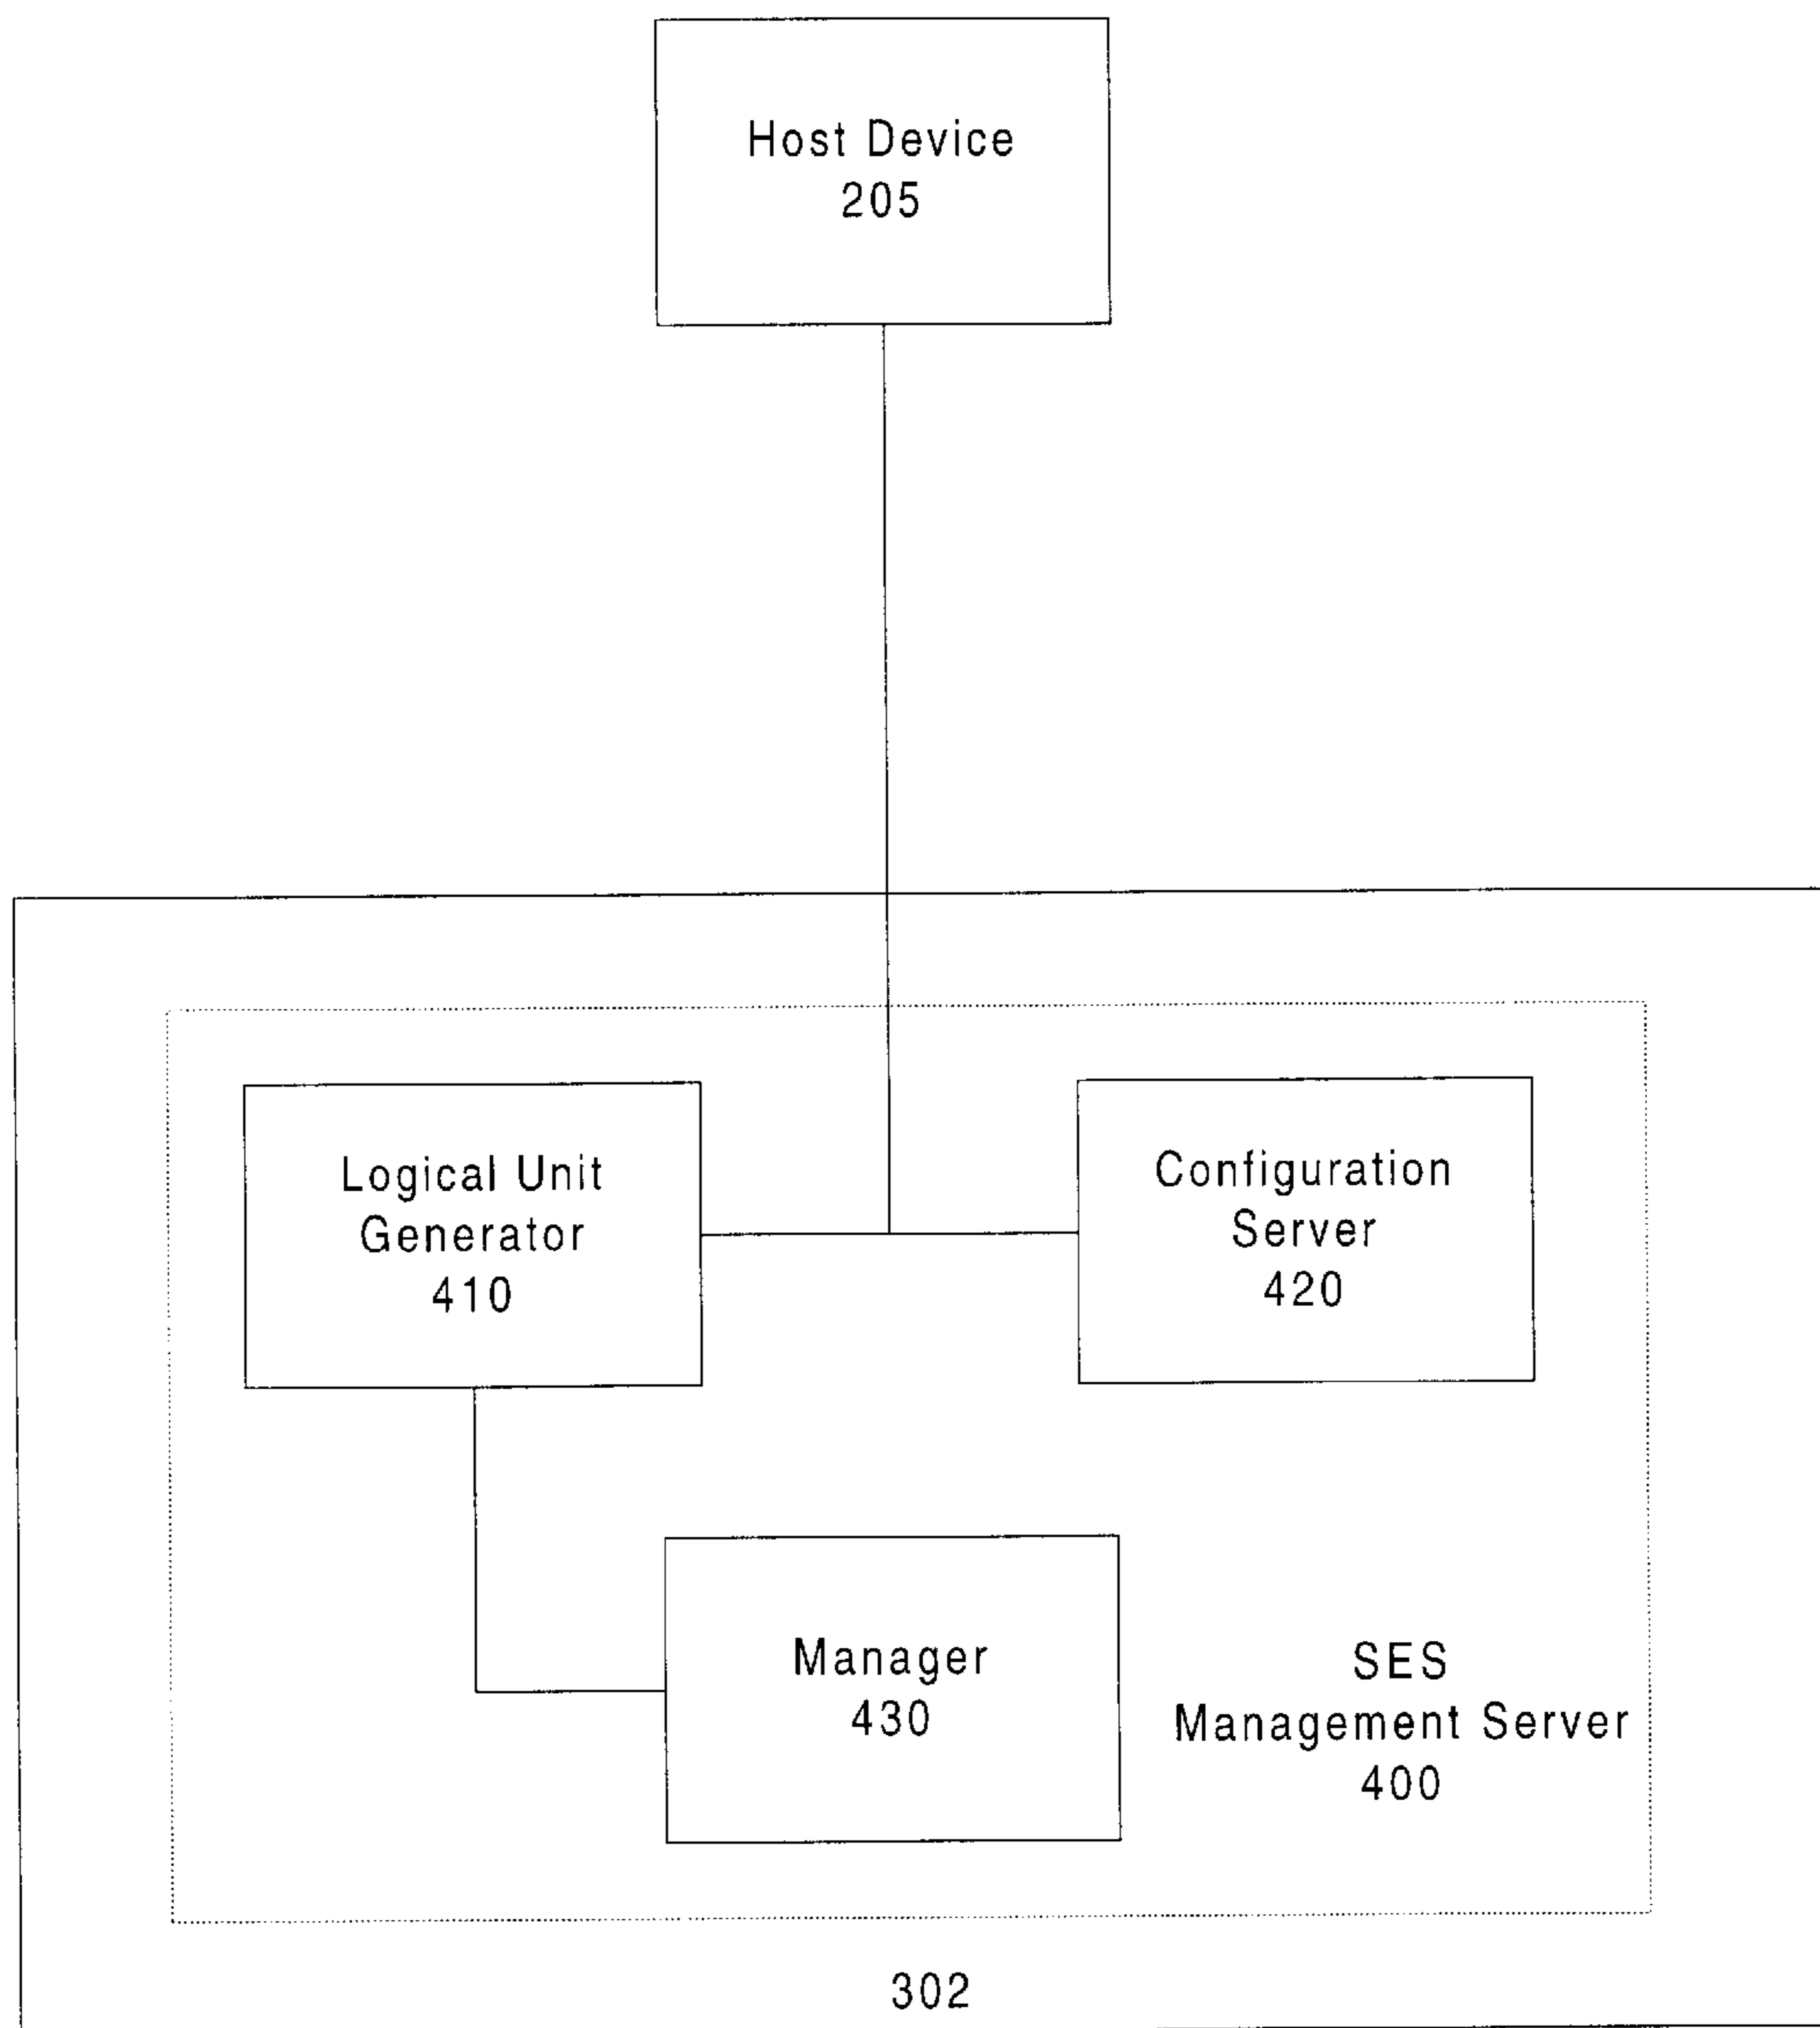 Host Device
205
Logical Unit
Generator
410
Configuration
Server
420
Manager
430
SES
Management Server
400
302